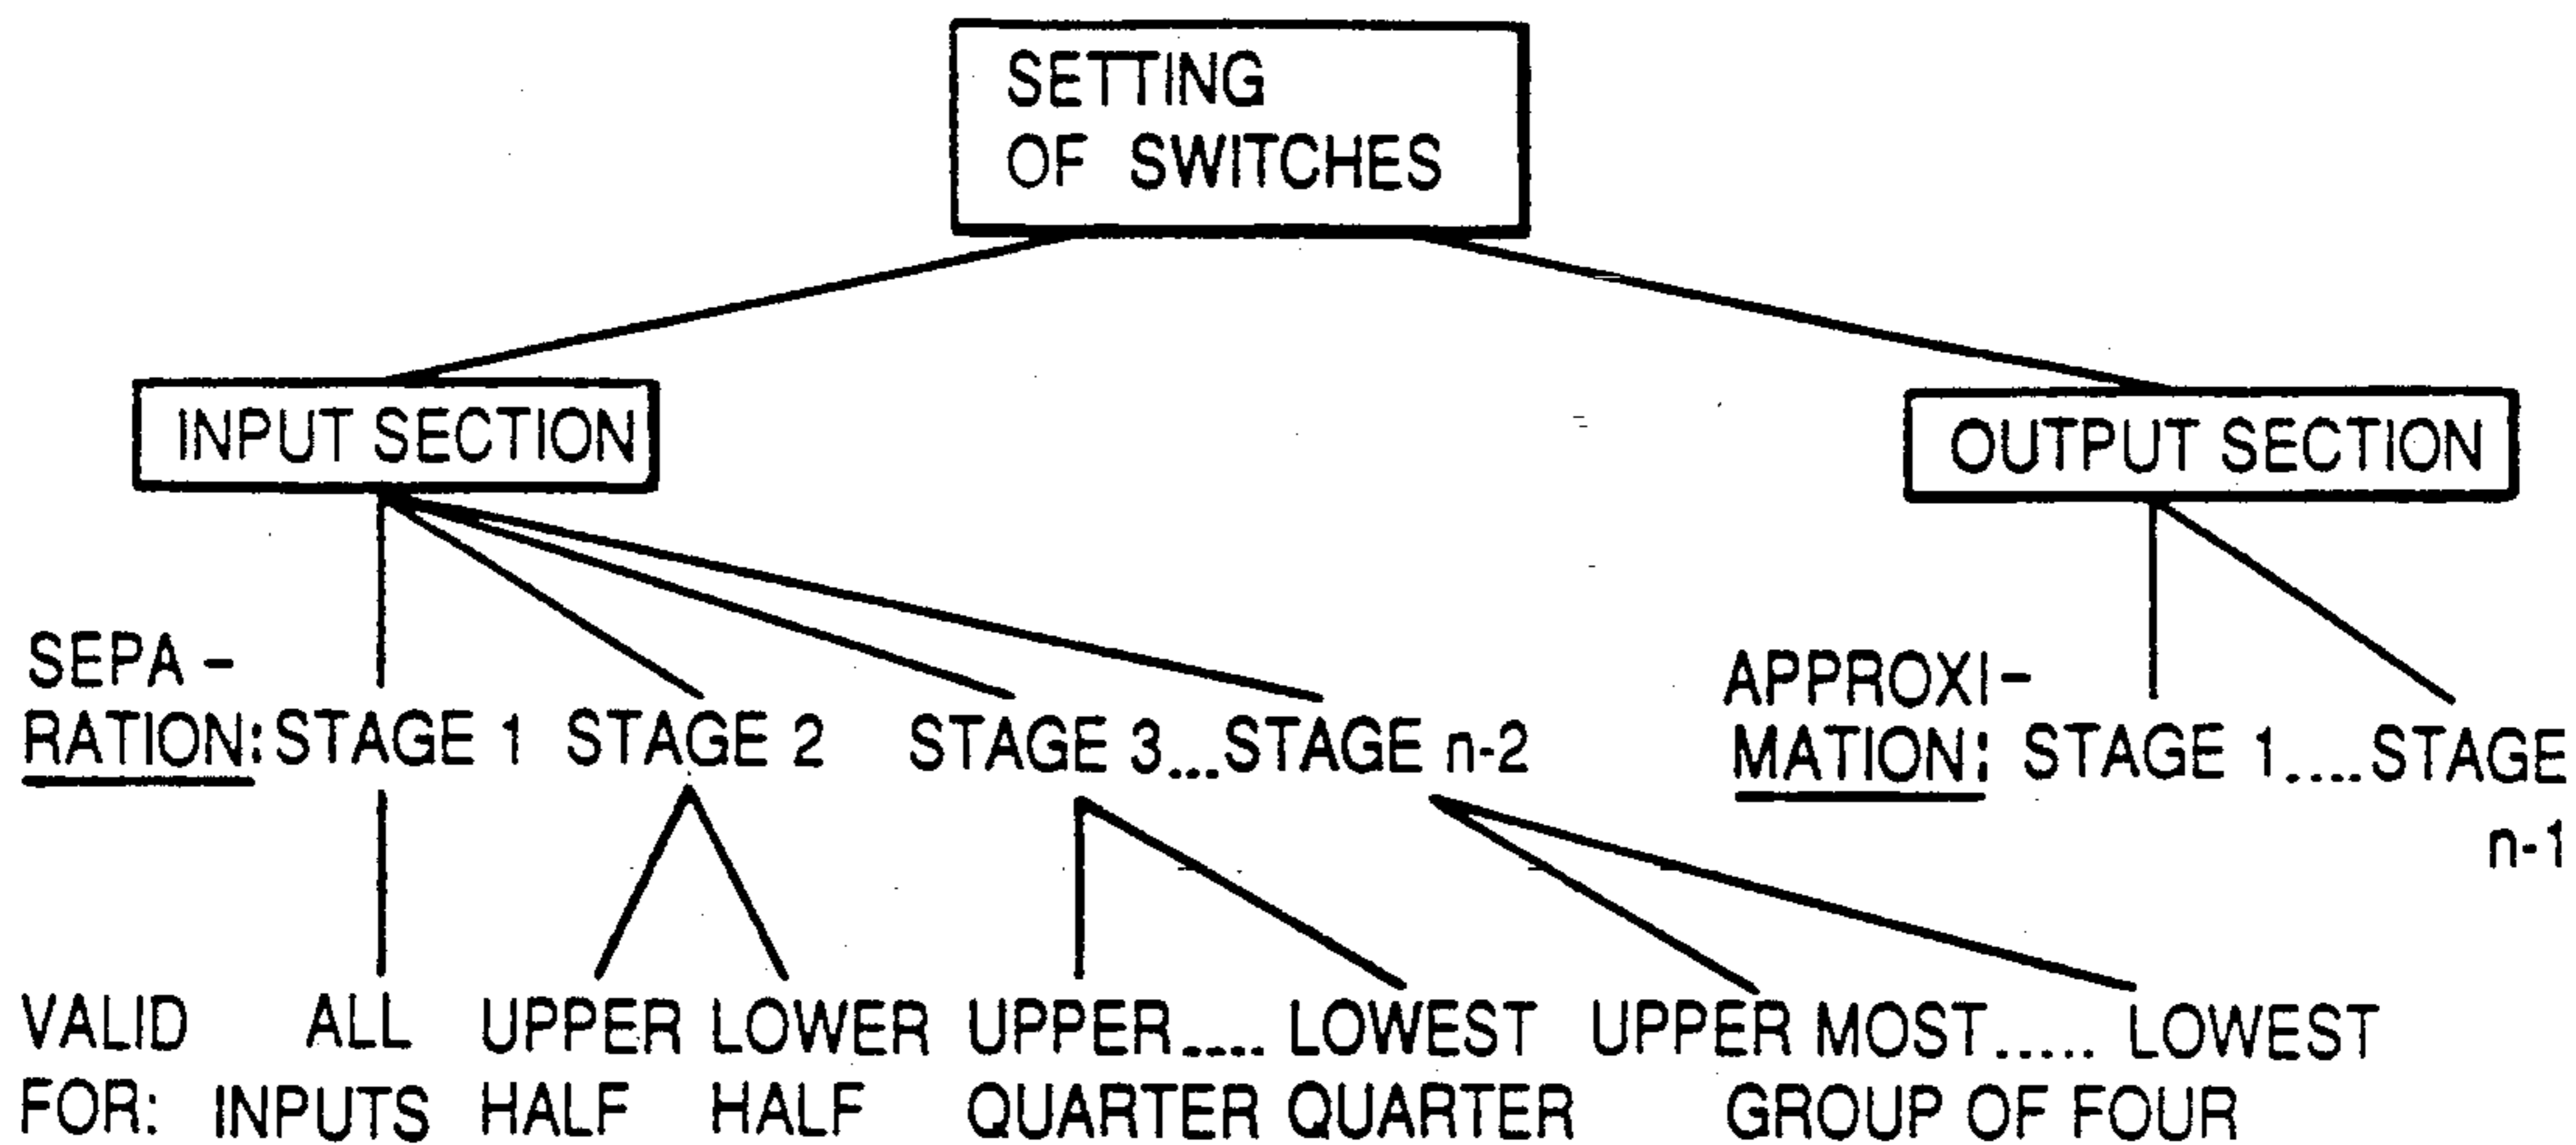 SETTING
OF SWITCHES
INPUT SECTION
OUTPUT SECTION
SEPA-
RATION: STAGE 1 STAGE 2 STAGE 3...STAGE n-2
APPROXI-
MATION: STAGE 1....STAGE
n-1
VALID ALL UPPER LOWER UPPER.... LOWEST UPPER MOST..... LOWEST
FOR: INPUTS HALF HALF QUARTER QUARTER GROUP OF FOUR